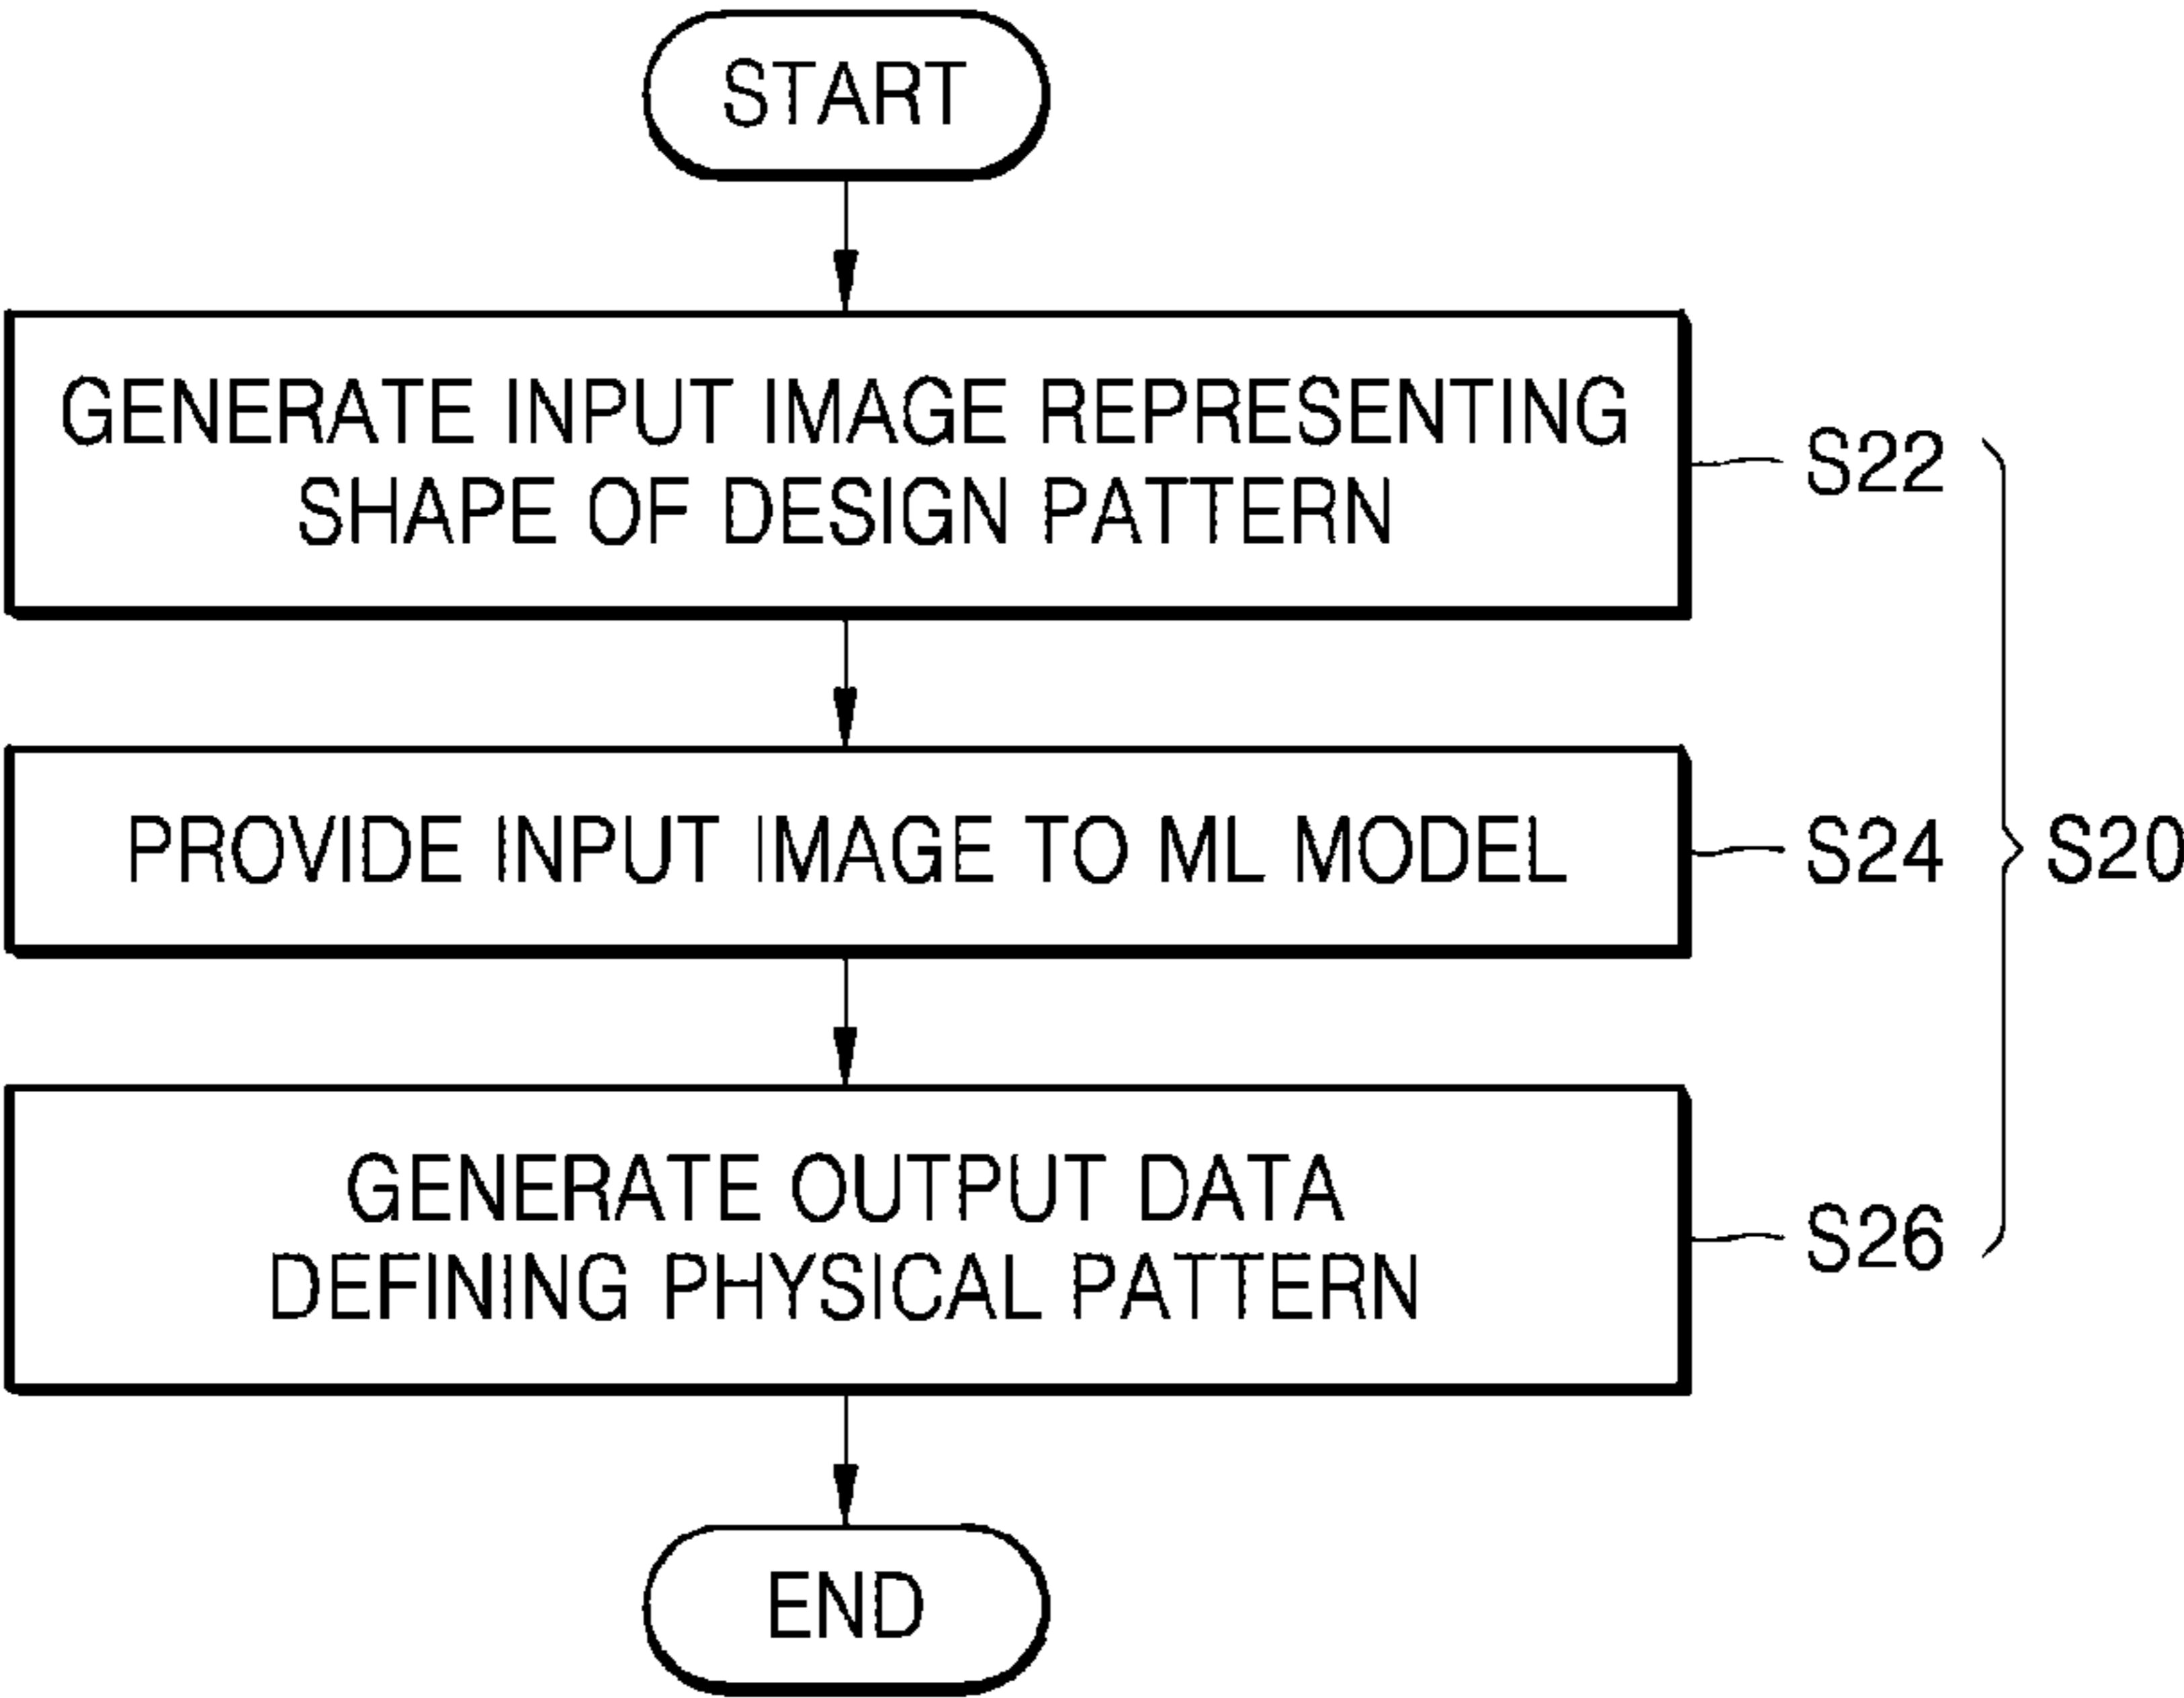 START
GENERATE INPUT IMAGE REPRESENTING
SHAPE OF DESIGN PATTERN
S22
PROVIDE INPUT IMAGE TO ML MODEL
S24
S20
GENERATE OUTPUT DATA
DEFINING PHYSICAL PATTERN
S26
END